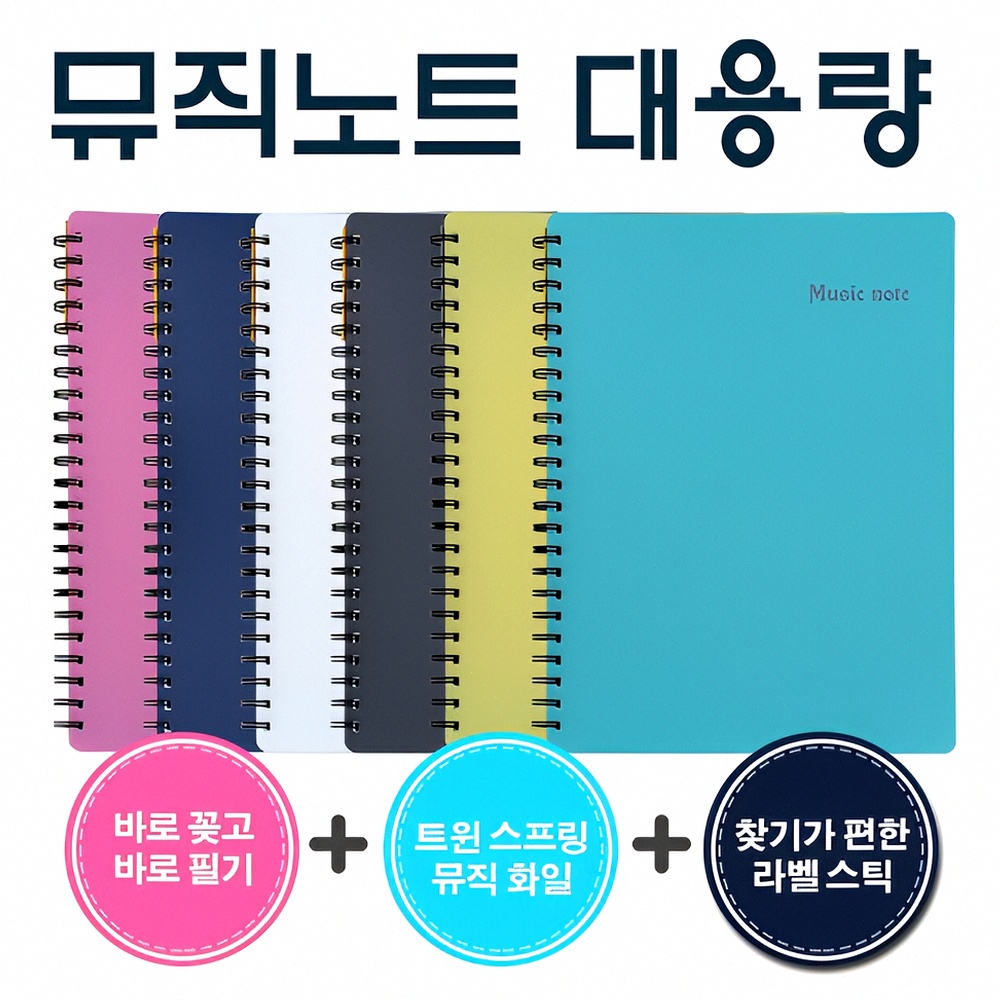 뮤직노트 대용량
Music note
바로 꽂고
바로 필기
+
트윈 스프링
뮤직 화일
+
찾기가 편한
라벨 스틱